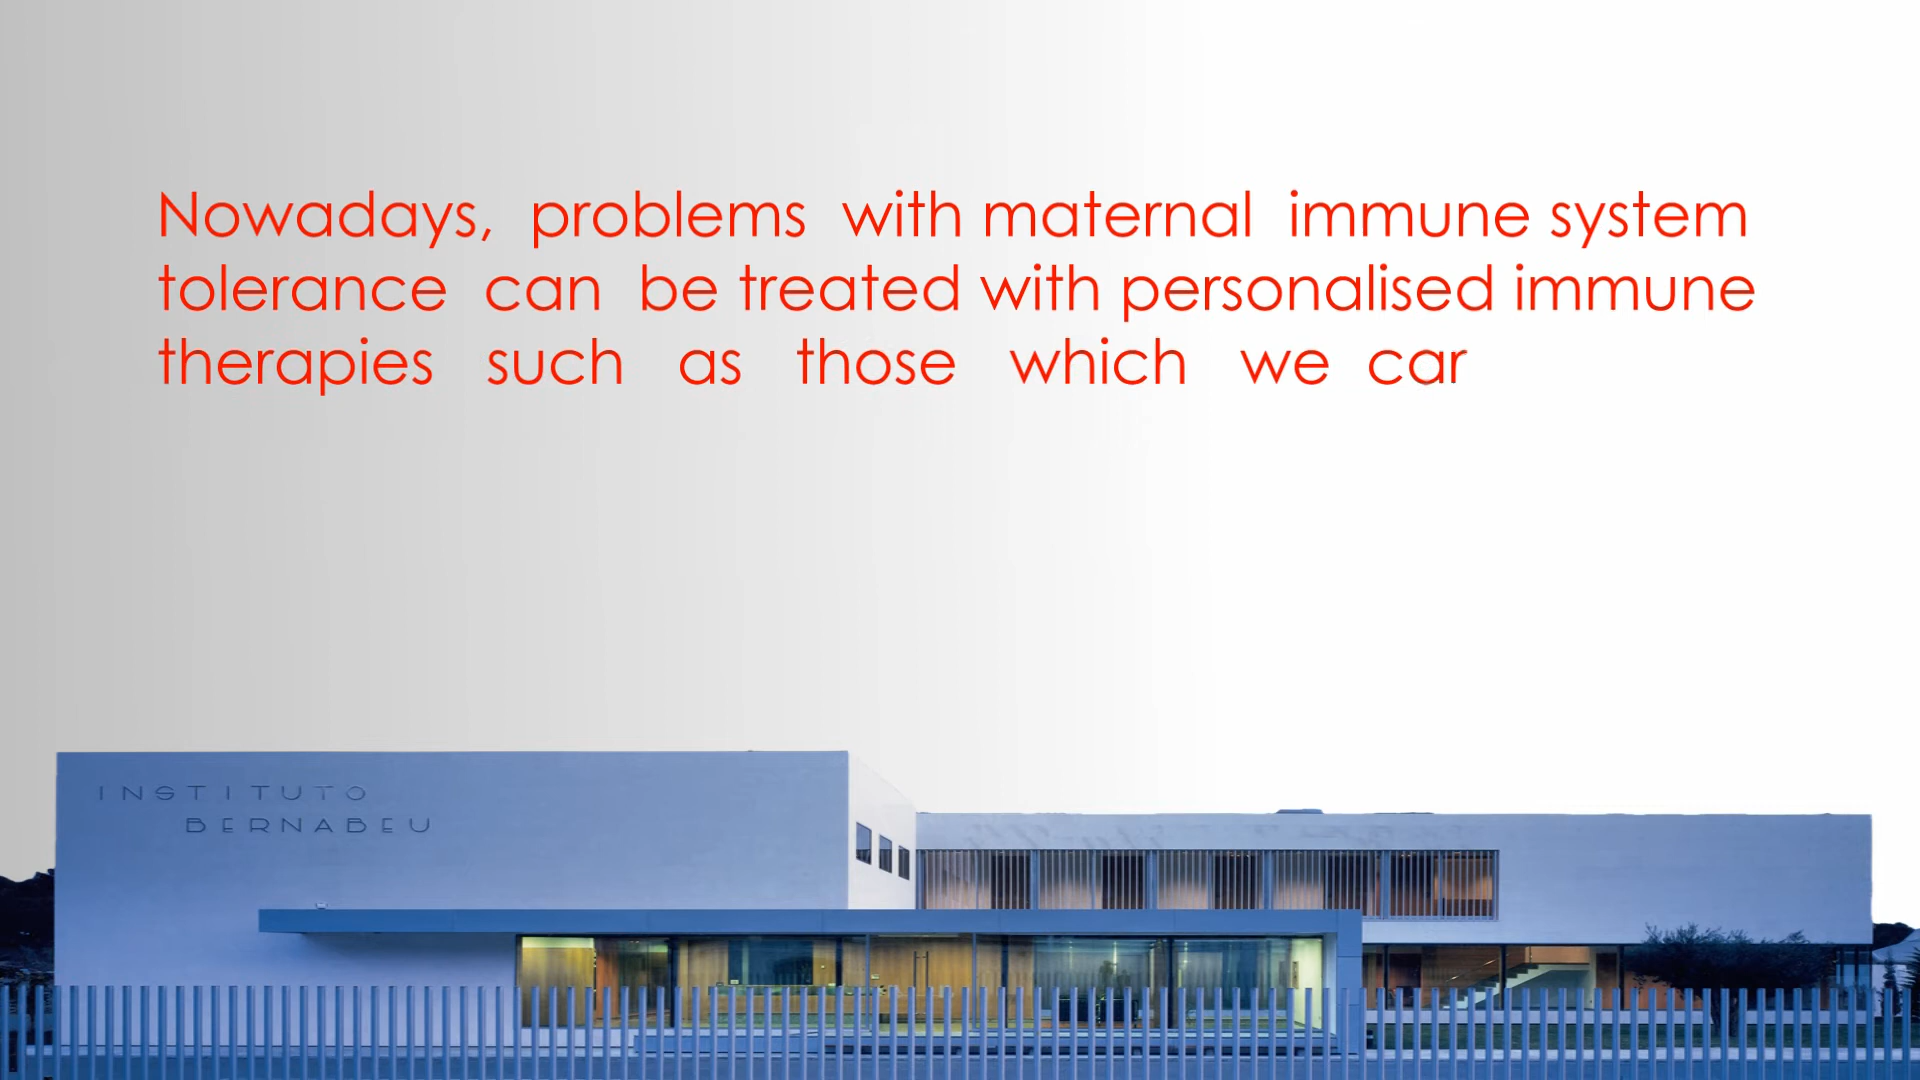 Nowadays, problems with maternal immune system
tolerance can be treated with personalised immune
therapies such as those which we car
INSTITUTO
BERNABEU